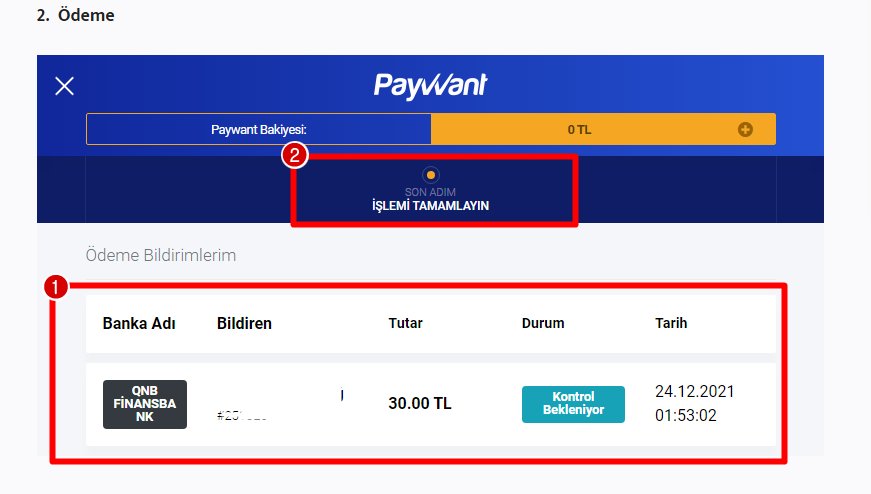 2. Ödeme
PayWant
Paywant Bakiyesi: 0 TL
2
SON ADIM
İŞLEMİ TAMAMLAYIN
Ödeme Bildirimlerim
1
Banka Adı Bildiren Tutar Durum Tarih
QNB
FİNANSBA
NK
30.00 TL
Kontrol
Bekleniyor
24.12.2021
01:53:02